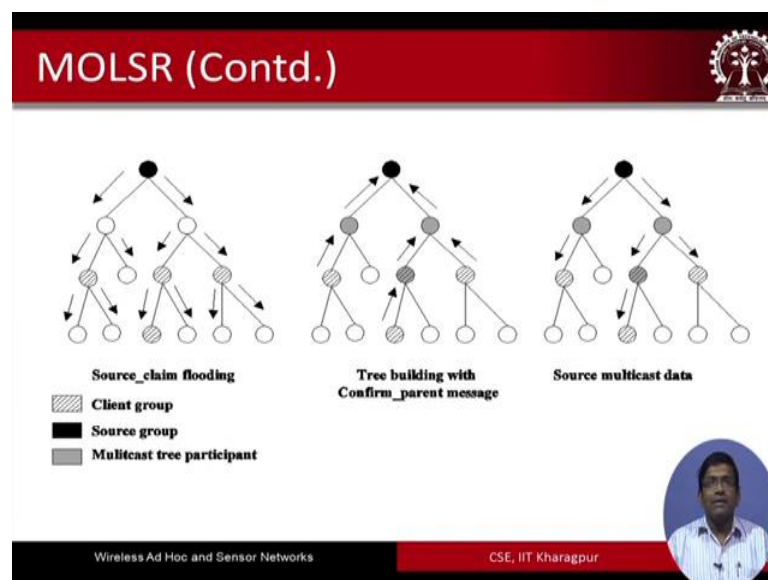 MOLSR (Contd.)
Source_claim flooding
Tree building with
Confirm_parent message
Source multicast data
Client group
Source group
Mulitcast tree participant
Wireless Ad Hoc and Sensor Networks
CSE, IIT Kharagpur